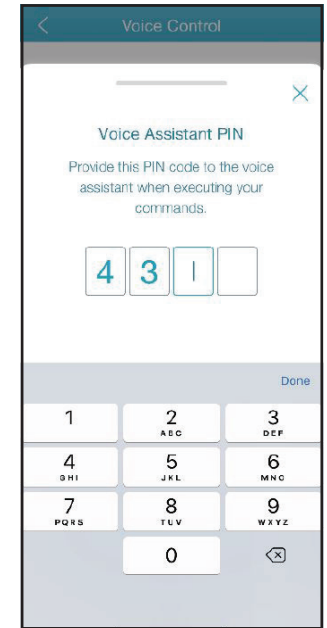 Voice Control
Voice Assistant PIN
Provide this PIN code to the voice
assistant when executing your
commands.
4 3
Done
1 2 3
ABC DEF
4 5 6
GHI JKL MNO
7 8 9
PQRS TUV WXYZ
0